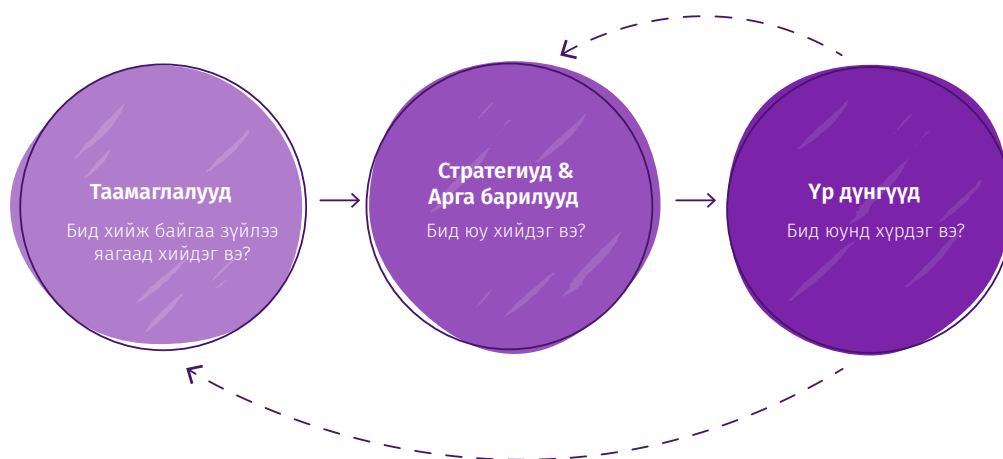 Таамаглалууд
Бид хийж байгаа зүйлээ
яагаад хийдэг вэ?
Стратегиуд &
Арга барилууд
Бид юу хийдэг вэ?
Үр дүнгүүд
Бид юунд хүрдэг вэ?